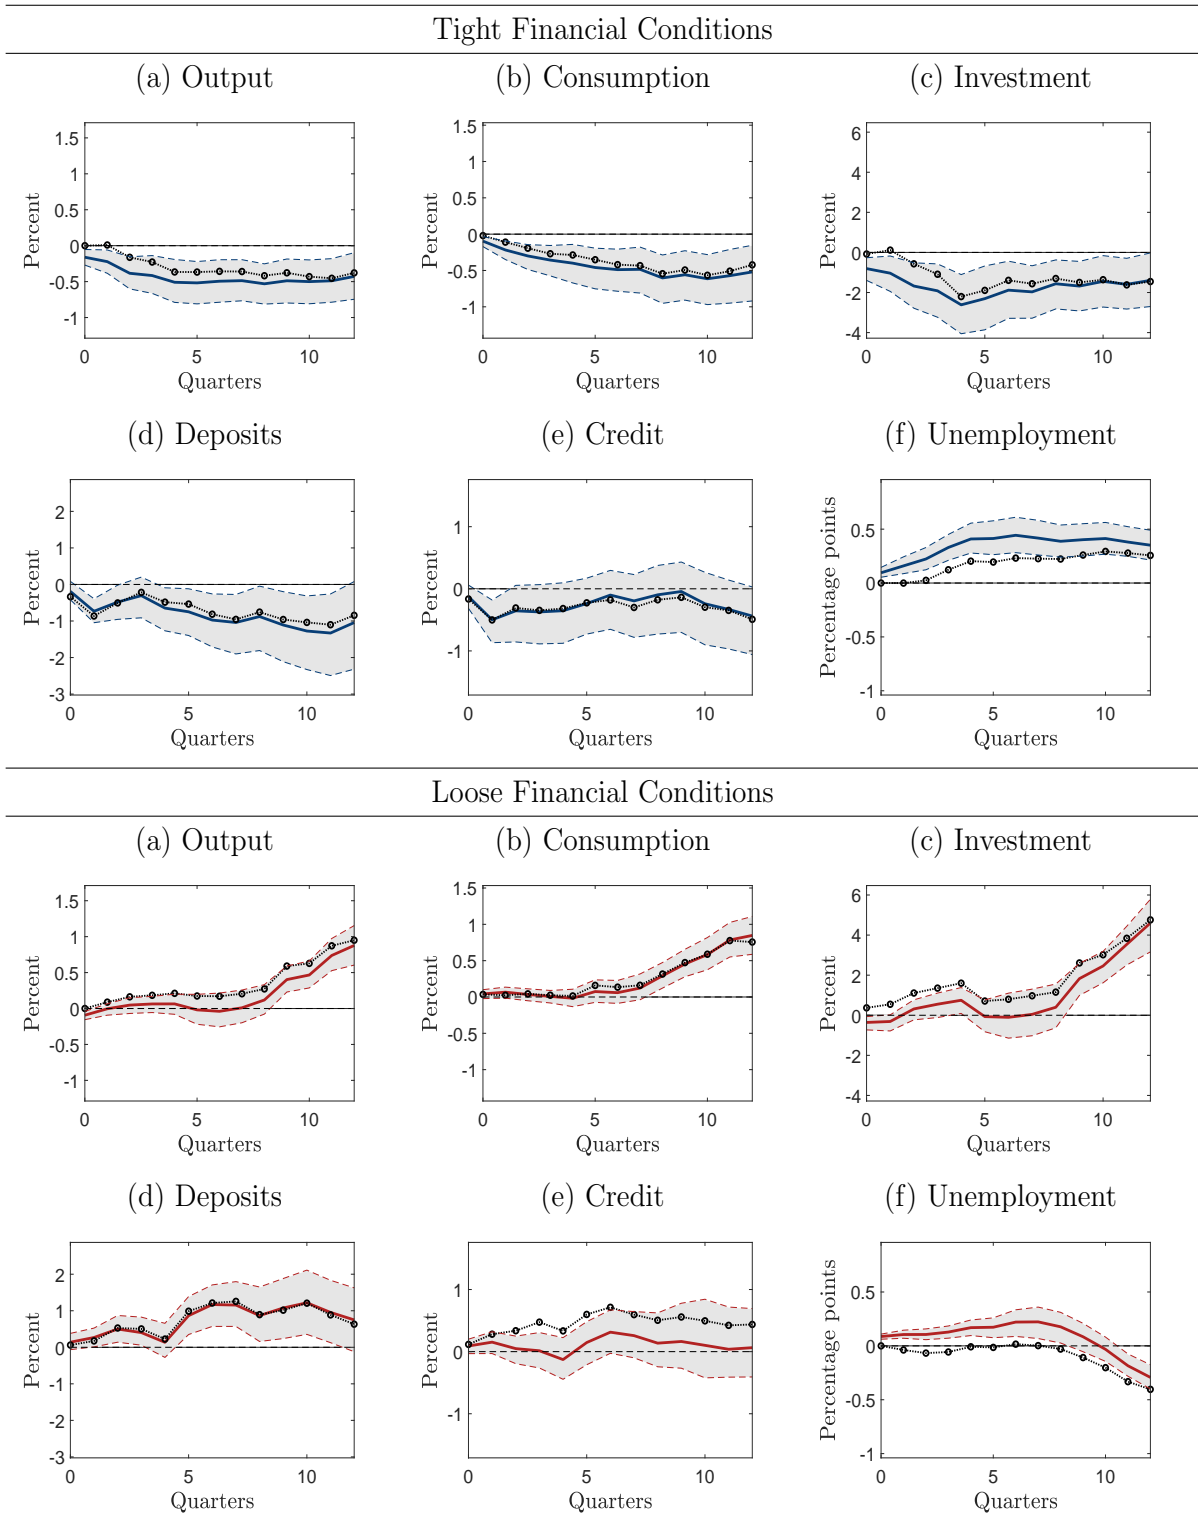 Tight Financial Conditions
(a) Output
(b) Consumption
(c) Investment
Percent
1.5
1
0.5
0
-0.5
-1
0
5
10
Quarters
Percent
1.5
1
0.5
0
-0.5
-1
0
5
10
Quarters
Percent
6
4
2
0
-2
-4
0
5
10
Quarters
(d) Deposits
(e) Credit
(f) Unemployment
Percent
2
1
0
-1
-2
-3
0
5
10
Quarters
Percent
1
0
-1
0
5
10
Quarters
Percentage points
0.5
0
-0.5
-1
0
5
10
Quarters
Loose Financial Conditions
(a) Output
(b) Consumption
(c) Investment
Percent
1.5
1
0.5
0
-0.5
-1
0
5
10
Quarters
Percent
1.5
1
0.5
0
-0.5
-1
0
5
10
Quarters
Percent
6
4
2
0
-2
-4
0
5
10
Quarters
(d) Deposits
(e) Credit
(f) Unemployment
Percent
2
1
0
-1
-2
-3
0
5
10
Quarters
Percent
1
0
-1
0
5
10
Quarters
Percentage points
0.5
0
-0.5
-1
0
5
10
Quarters